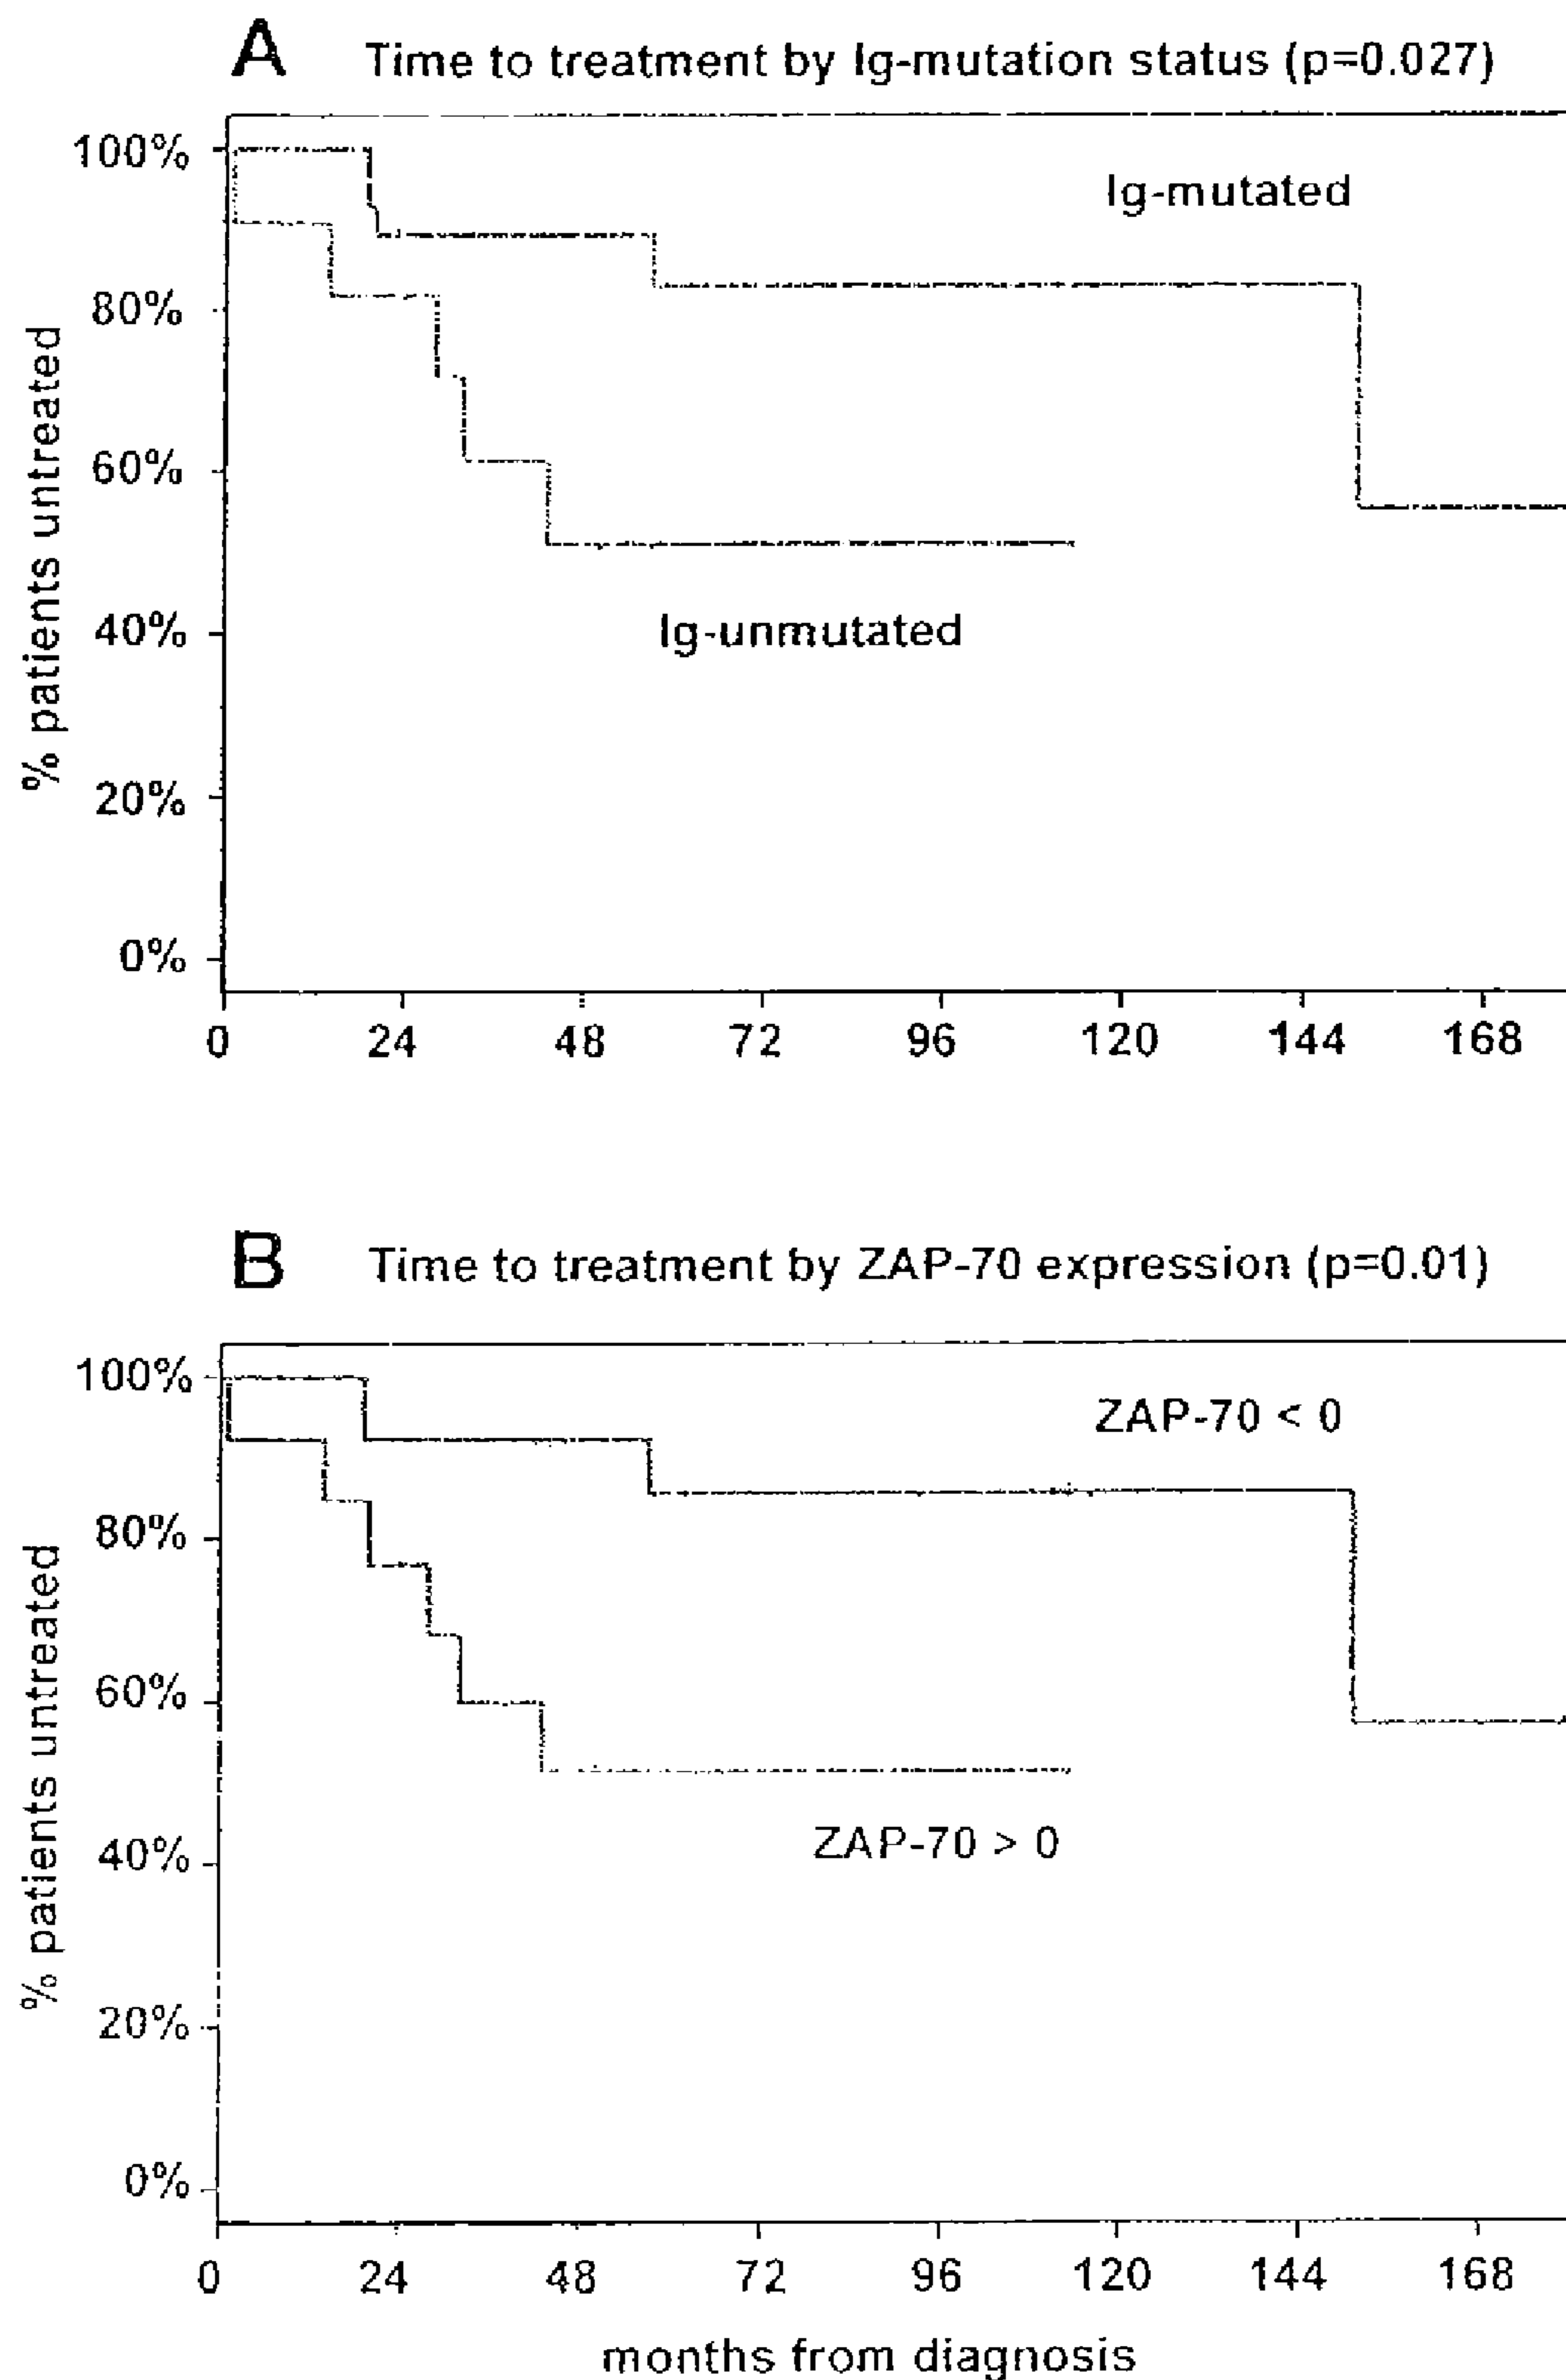 A Time to treatment by Ig-mutation status (p=0.027)
% patients untreated
100%
80%
60%
40%
20%
0%
Ig-mutated
Ig-unmutated
0 24 48 72 96 120 144 168
B Time to treatment by ZAP-70 expression (p=0.01)
% patients untreated
100%
80%
60%
40%
20%
0%
ZAP-70 < 0
ZAP-70 > 0
0 24 48 72 96 120 144 168
months from diagnosis